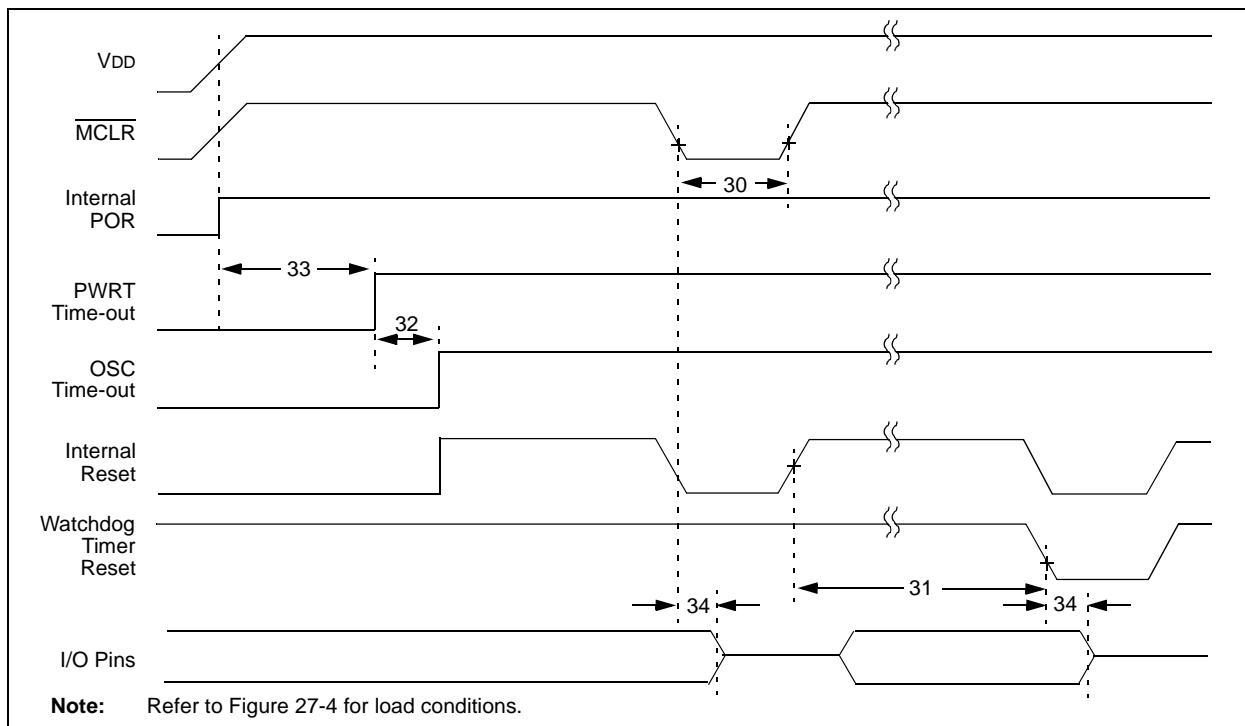 VDD
MCLR
30
Internal
POR
33
PWRT
Time-out
32
OSC
Time-out
Internal
Reset
Watchdog
Timer
Reset
31
34
34
I/O Pins
Note: Refer to Figure 27-4 for load conditions.